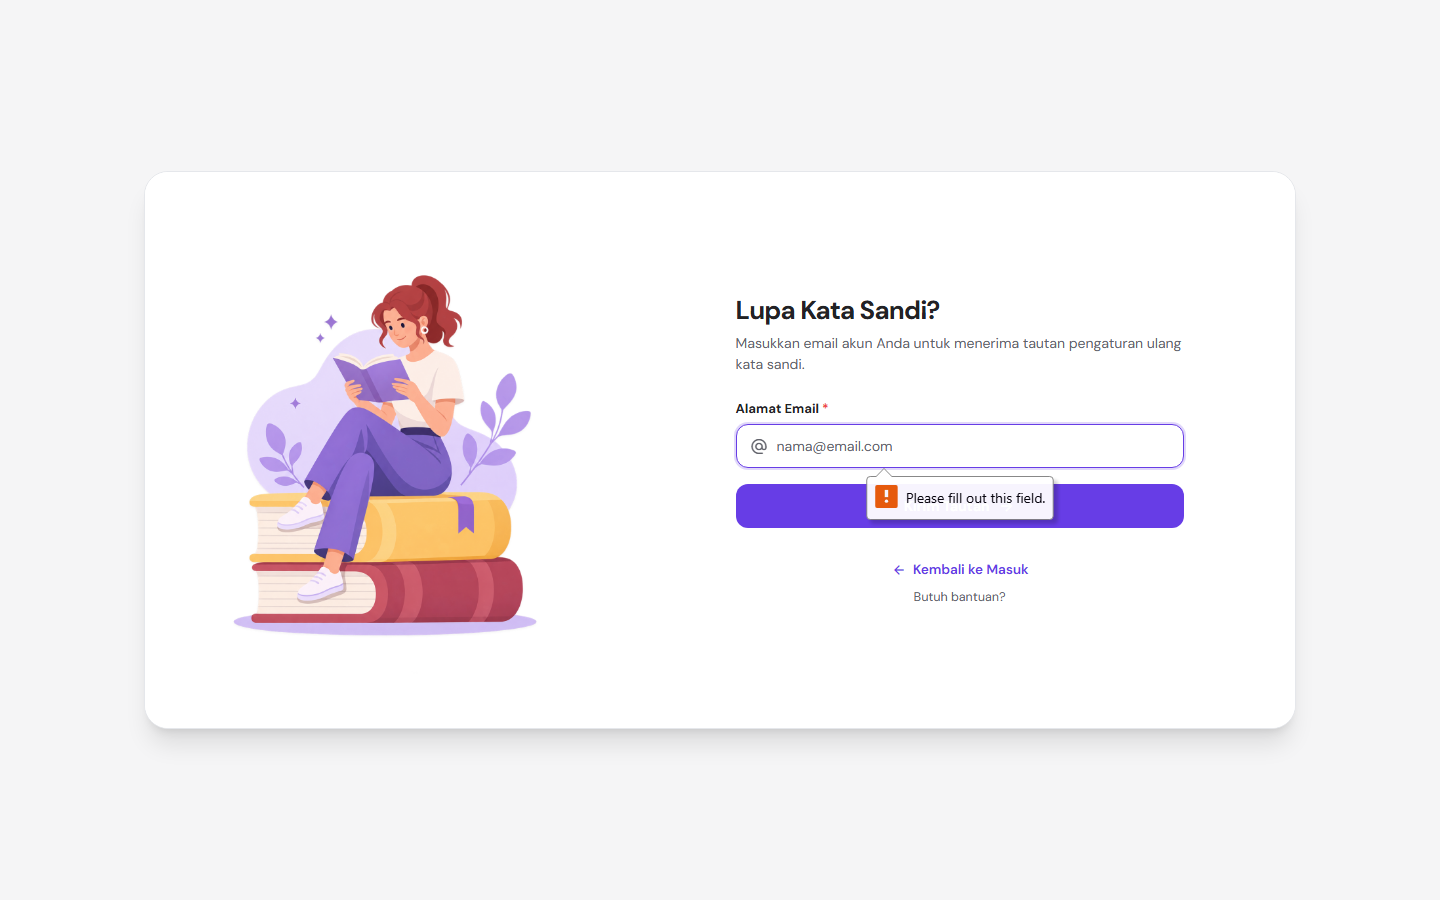 Lupa Kata Sandi?
Masukkan email akun Anda untuk menerima tautan pengaturan ulang
kata sandi.
Alamat Email *
nama@email.com
Please fill out this field.
Kembali ke Masuk
Butuh bantuan?